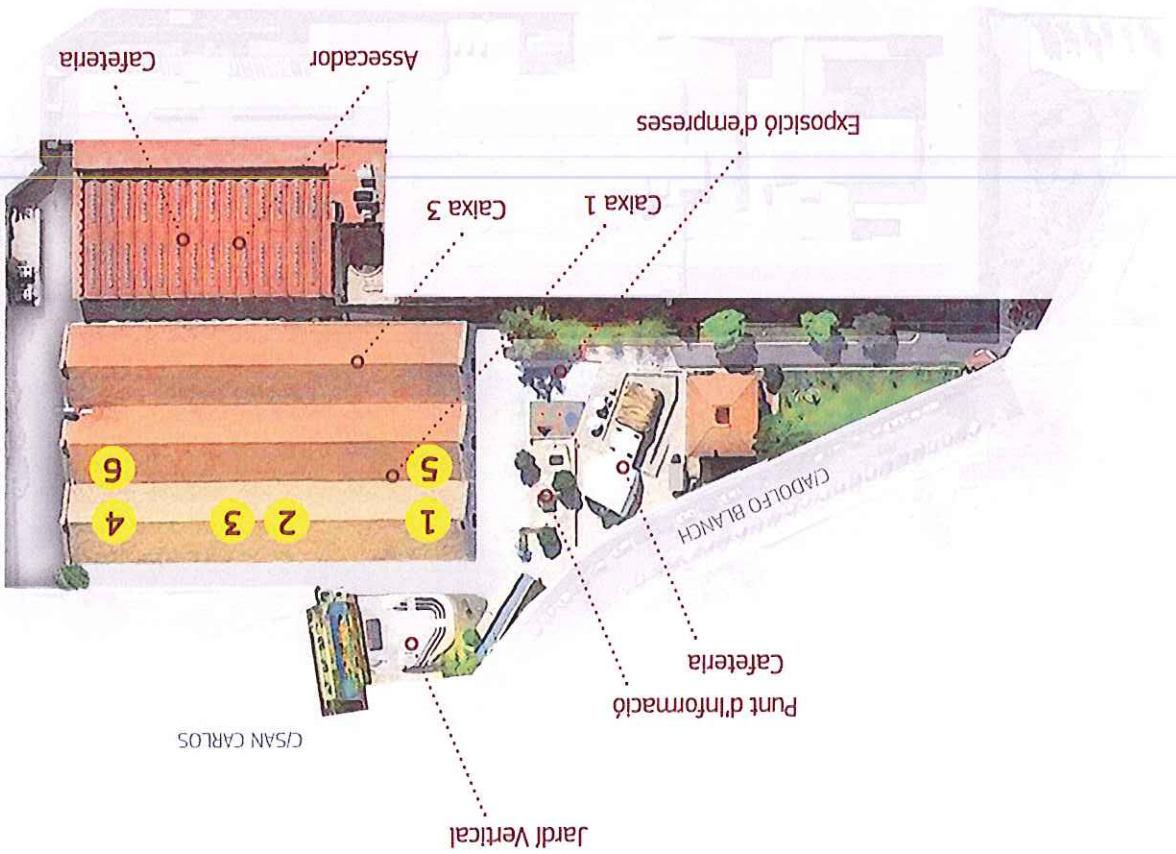 Jardí Vertical
C/SAN CARLOS
Punt d'Informació
Cafeteria
C/ADOLFO BLANCH
1
2
3
4
5
6
Caixa 1
Caixa 3
Exposició d'empreses
Assecador
Cafeteria